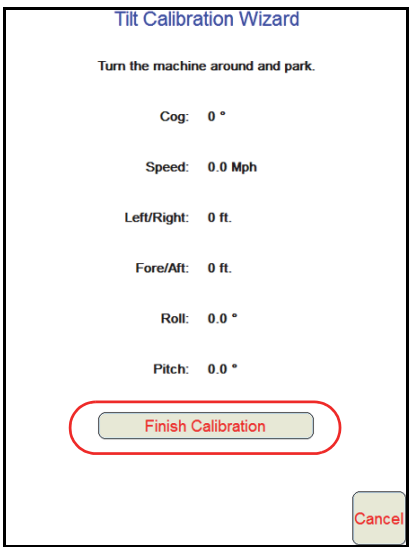 Tilt Calibration Wizard
Turn the machine around and park.
Cog: 0 °
Speed: 0.0 Mph
Left/Right: 0 ft.
Fore/Aft: 0 ft.
Roll: 0.0 °
Pitch: 0.0 °
Finish Calibration
Cancel